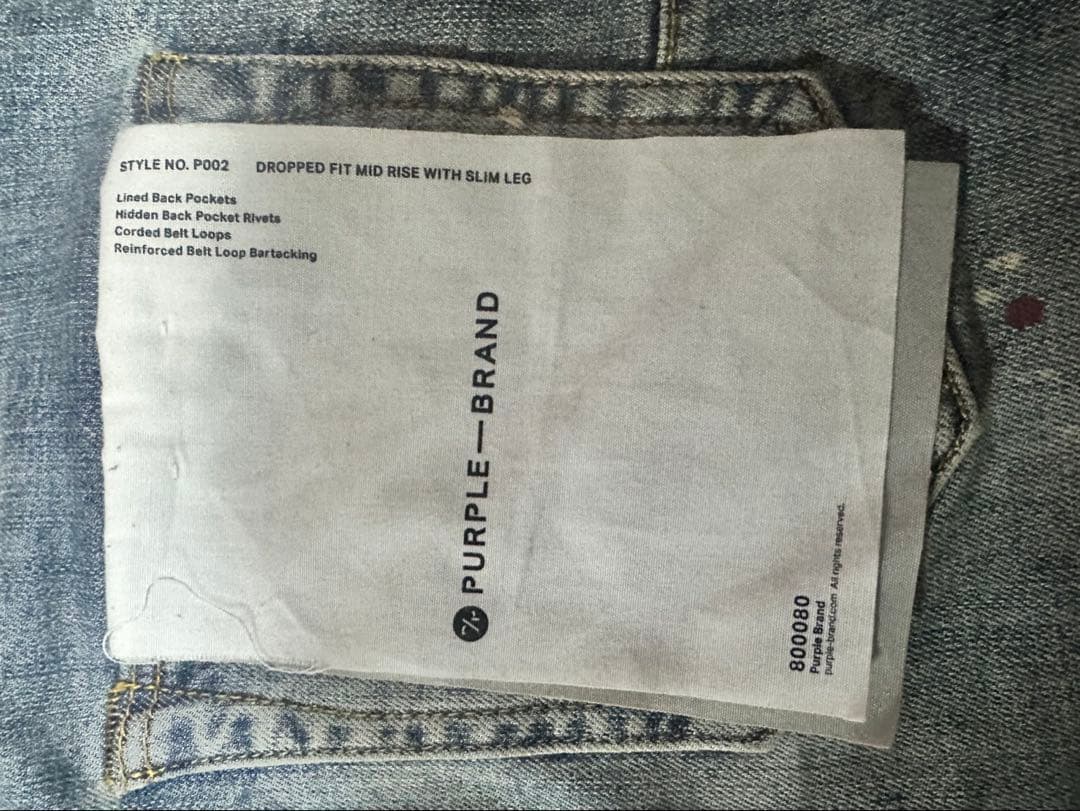 STYLE NO. P002 DROPPED FIT MID RISE WITH SLIM LEG
Lined Back Pockets
Hidden Back Pocket Rivets
Corded Belt Loops
Reinforced Belt Loop Bartacking
PURPLE—BRAND
800080
Purple Brand
purple-brand.com All rights reserved.